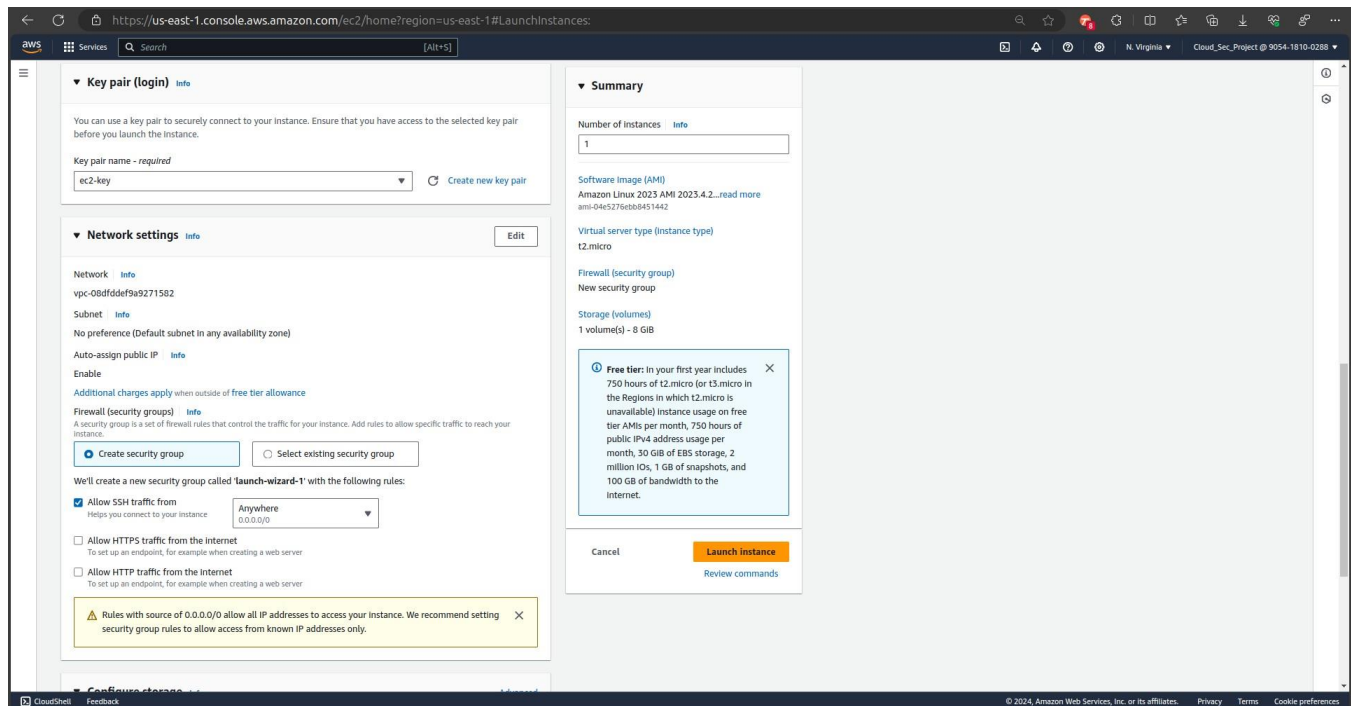 https://us-east-1.console.aws.amazon.com/ec2/home?region=us-east-1#LaunchInstances:
aws
Services
Search
[Alt+S]
N. Virginia ▼
Cloud_Sec_Project @ 9054-1810-0288 ▼
▼ Key pair (login) Info
You can use a key pair to securely connect to your instance. Ensure that you have access to the selected key pair
before you launch the instance.
Key pair name - required
ec2-key
Create new key pair
▼ Network settings Info
Edit
Network Info
vpc-08dfddef9a9271582
Subnet Info
No preference (Default subnet in any availability zone)
Auto-assign public IP Info
Enable
Additional charges apply when outside of free tier allowance
Firewall (security groups) Info
A security group is a set of firewall rules that control the traffic for your instance. Add rules to allow specific traffic to reach your
instance.
Create security group
Select existing security group
We'll create a new security group called 'launch-wizard-1' with the following rules:
Allow SSH traffic from
Helps you connect to your instance
Anywhere
0.0.0.0/0
Allow HTTPS traffic from the internet
To set up an endpoint, for example when creating a web server
Allow HTTP traffic from the internet
To set up an endpoint, for example when creating a web server
Rules with source of 0.0.0.0/0 allow all IP addresses to access your instance. We recommend setting
security group rules to allow access from known IP addresses only.
▼ Summary
Number of instances Info
1
Software Image (AMI)
Amazon Linux 2023 AMI 2023.4.2...read more
ami-04e5276ebb8451442
Virtual server type (instance type)
t2.micro
Firewall (security group)
New security group
Storage (volumes)
1 volume(s) - 8 GiB
Free tier: In your first year includes
750 hours of t2.micro (or t3.micro in
the Regions in which t2.micro is
unavailable) instance usage on free
tier AMIs per month, 750 hours of
public IPv4 address usage per
month, 30 GiB of EBS storage, 2
million IOs, 1 GB of snapshots, and
100 GB of bandwidth to the
internet.
Cancel
Launch instance
Review commands
CloudShell
Feedback
© 2024, Amazon Web Services, Inc. or its affiliates.
Privacy
Terms
Cookie preferences